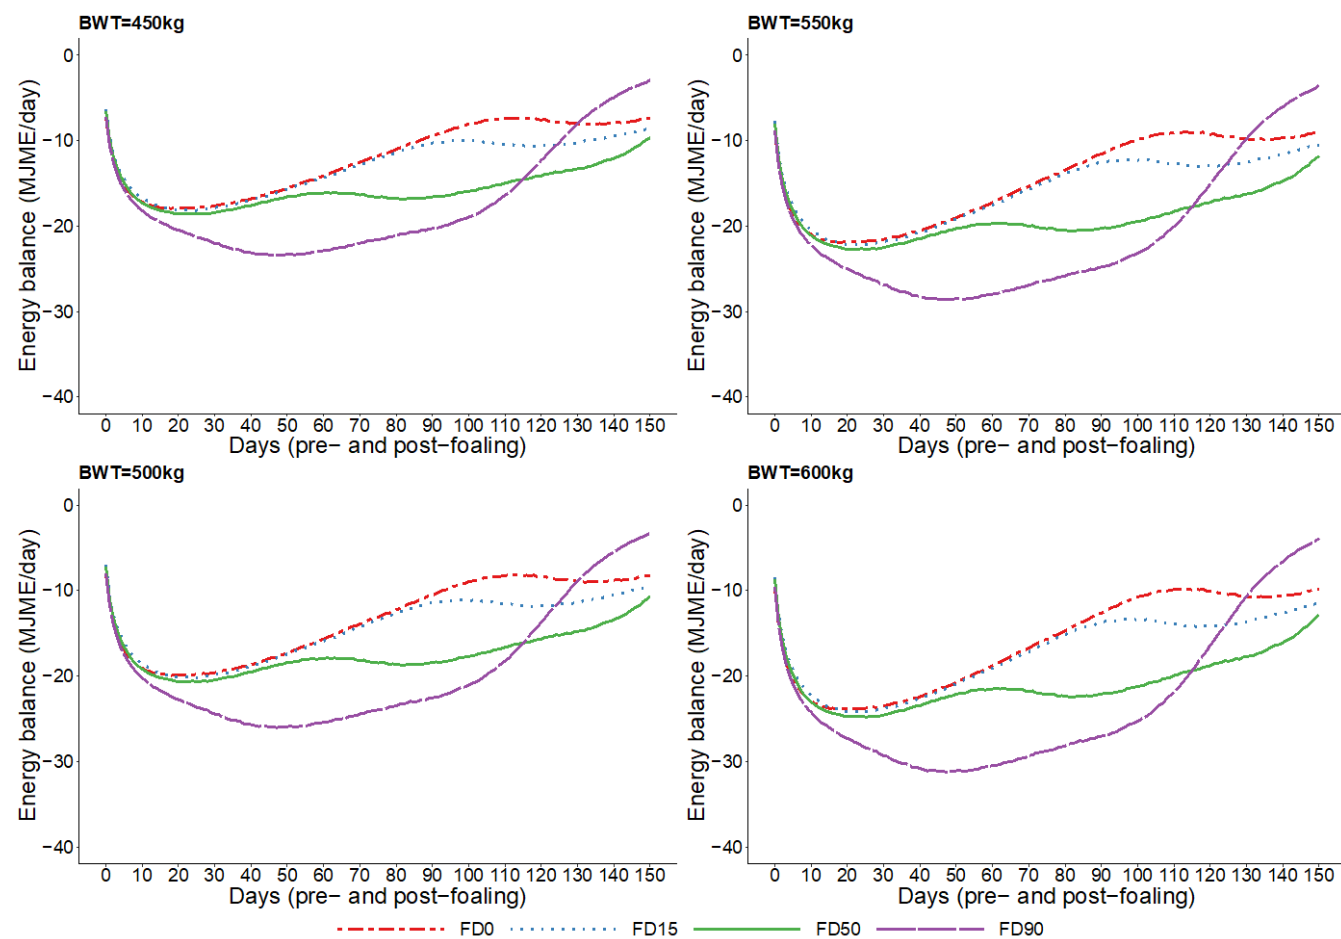 BWT=450kg
Energy balance (MJME/day)
0
−10
−20
−30
−40
0 10 20 30 40 50 60 70 80 90 100 110 120 130 140 150
Days (pre− and post−foaling)
BWT=550kg
Energy balance (MJME/day)
0
−10
−20
−30
−40
0 10 20 30 40 50 60 70 80 90 100 110 120 130 140 150
Days (pre− and post−foaling)
BWT=500kg
Energy balance (MJME/day)
0
−10
−20
−30
−40
0 10 20 30 40 50 60 70 80 90 100 110 120 130 140 150
Days (pre− and post−foaling)
BWT=600kg
Energy balance (MJME/day)
0
−10
−20
−30
−40
0 10 20 30 40 50 60 70 80 90 100 110 120 130 140 150
Days (pre− and post−foaling)
FD0 FD15 FD50 FD90